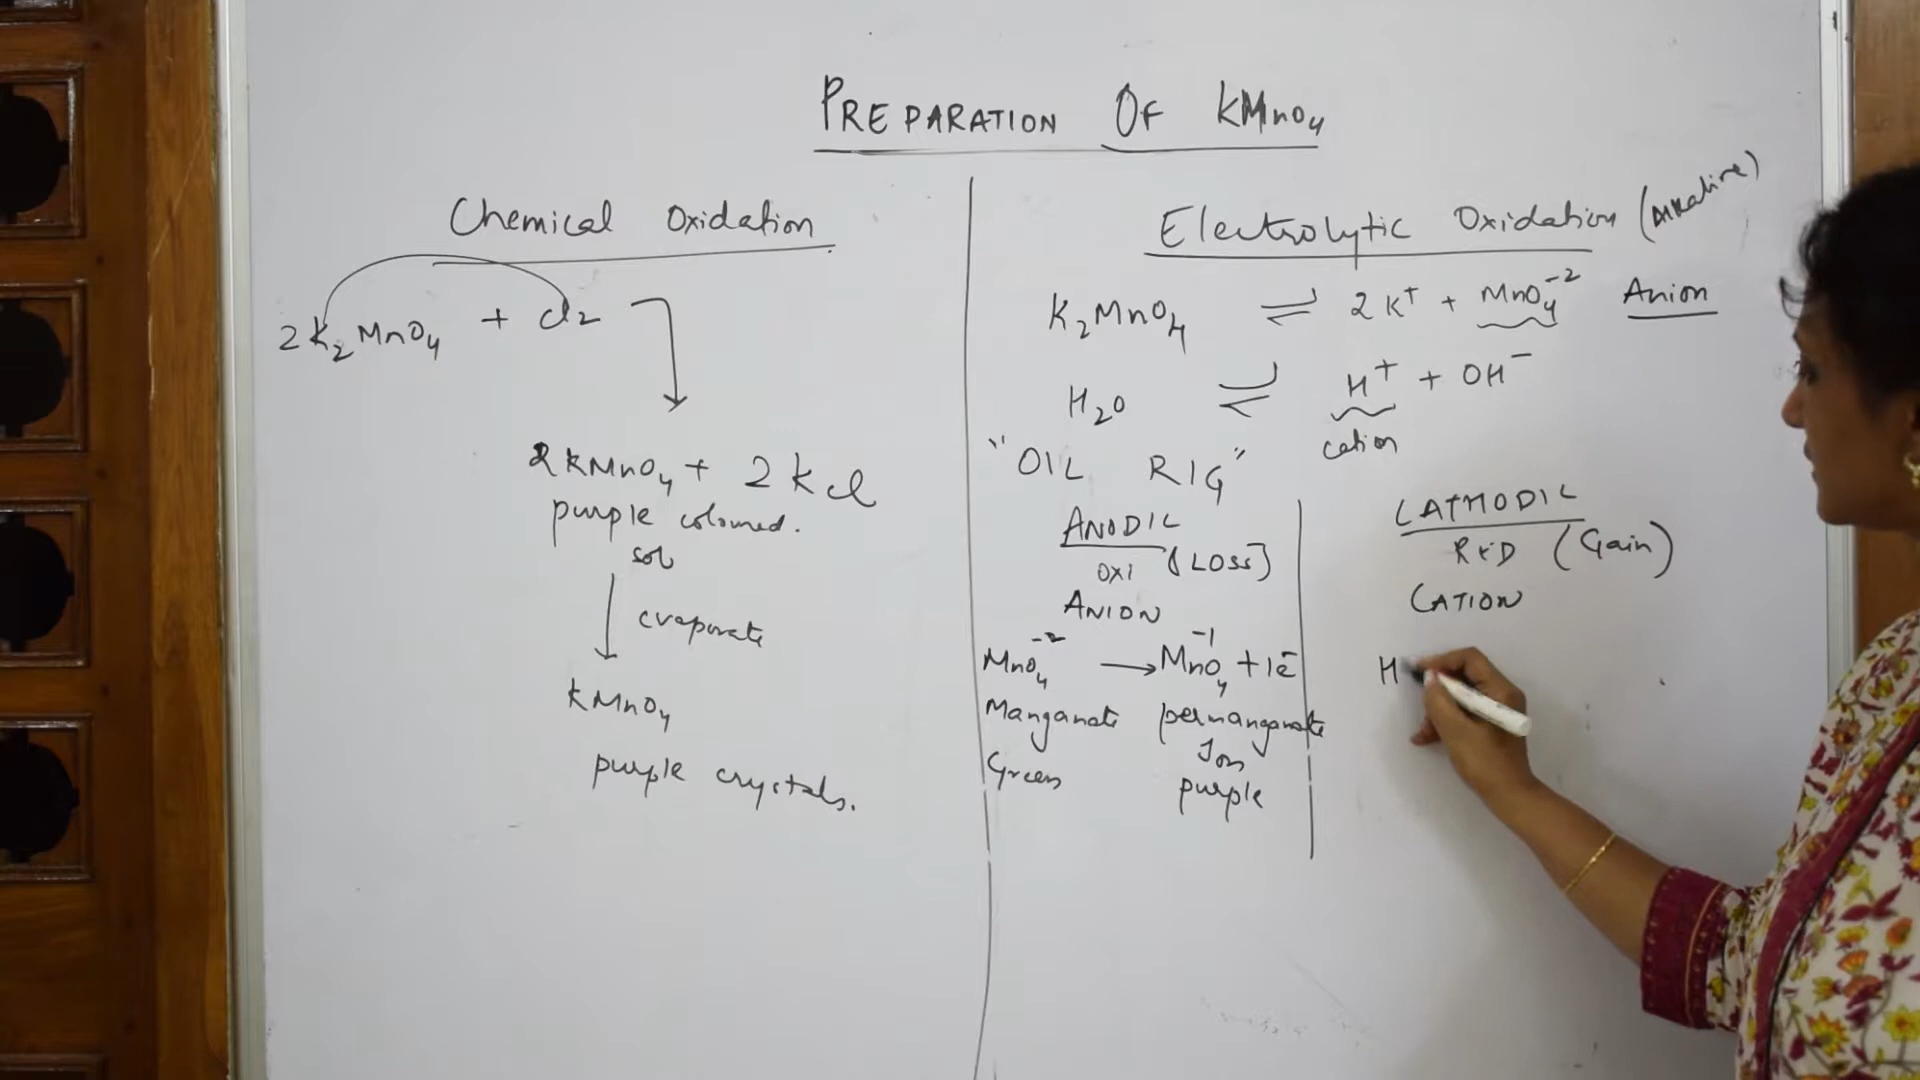 PREPARATION OF KMnO₄
Chemical Oxidation
2K₂MnO₄ + Cl₂
2KMnO₄ + 2KCl
purple coloured.
sol
evaporate
KMnO₄
purple crystals.
Electrolytic Oxidation (Alkaline)
K₂MnO₄ ⇌ 2K⁺ + MnO₄⁻² Anion
H₂O ⇌ H⁺ + OH⁻
cation
"OIL RIG"
ANODIC
OXI (LOSS)
ANION
MnO₄⁻² → MnO₄⁻¹ + 1e⁻
Manganate permanganate
Ion
Green purple
CATHODIC
RED (Gain)
CATION
H